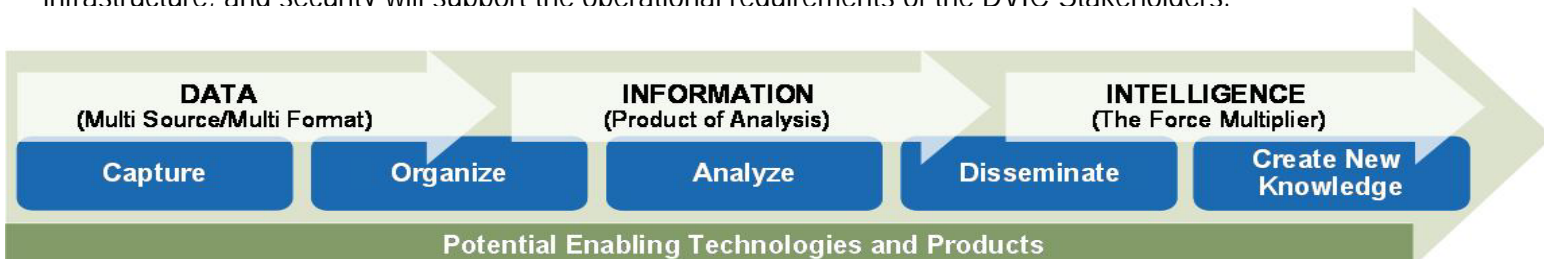 infrastructure, and security will support the operational requirements of the DVIC Stakeholders.
DATA
(Multi Source/Multi Format)
INFORMATION
(Product of Analysis)
INTELLIGENCE
(The Force Multiplier)
Capture
Organize
Analyze
Disseminate
Create New
Knowledge
Potential Enabling Technologies and Products